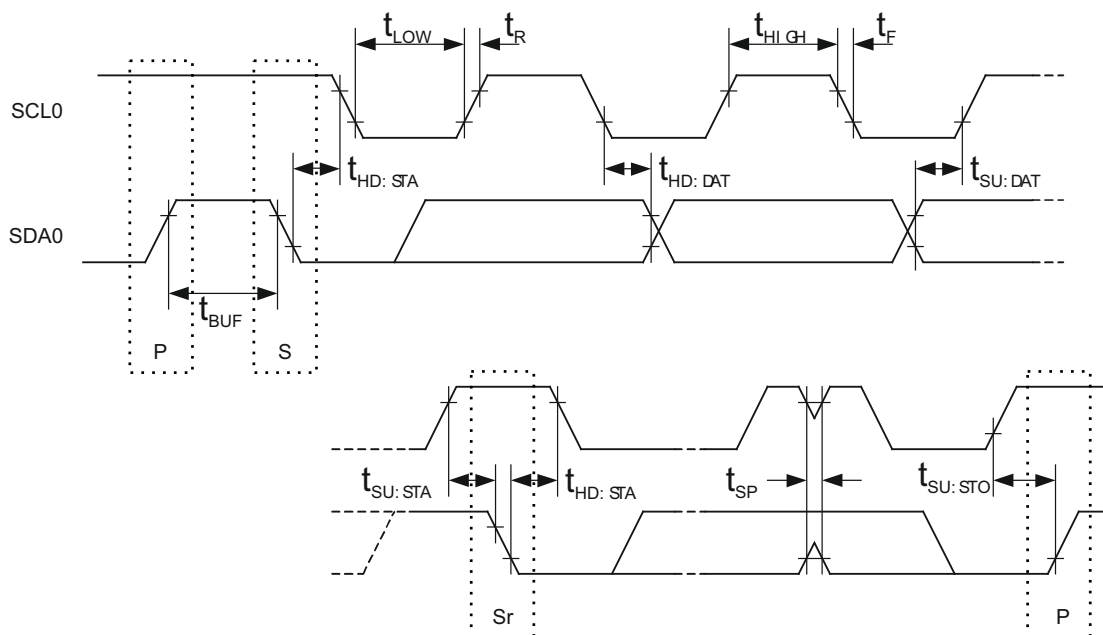 tLOW tR tHIGH tF
SCL0
tHD:STA tHD:DAT tSU:DAT
SDA0
tBUF
P S
tSU:STA tHD:STA tSP tSU:STO
Sr P